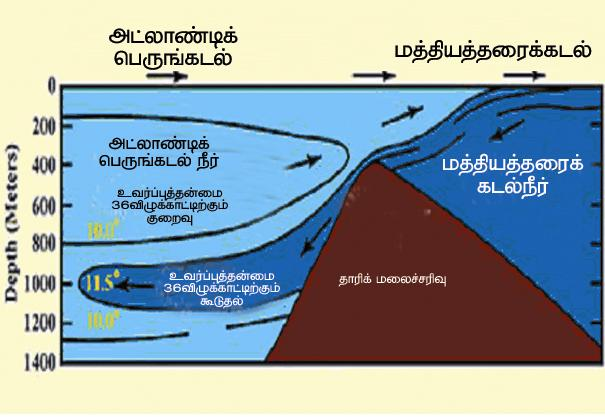 அட்லாண்டிக்
பெருங்கடல்
மத்தியத்தரைக்கடல்
Depth (Meters)
0
200
400
600
800
1000
1200
1400
அட்லாண்டிக்
பெருங்கடல் நீர்
உவர்ப்புத்தன்மை
36விழுக்காட்டிற்கும்
குறைவு
10.0°
11.5°
உவர்ப்புத்தன்மை
36விழுக்காட்டிற்கும்
கூடுதல்
10.0°
மத்தியத்தரைக்
கடல்நீர்
தாரிக் மலைச்சரிவு